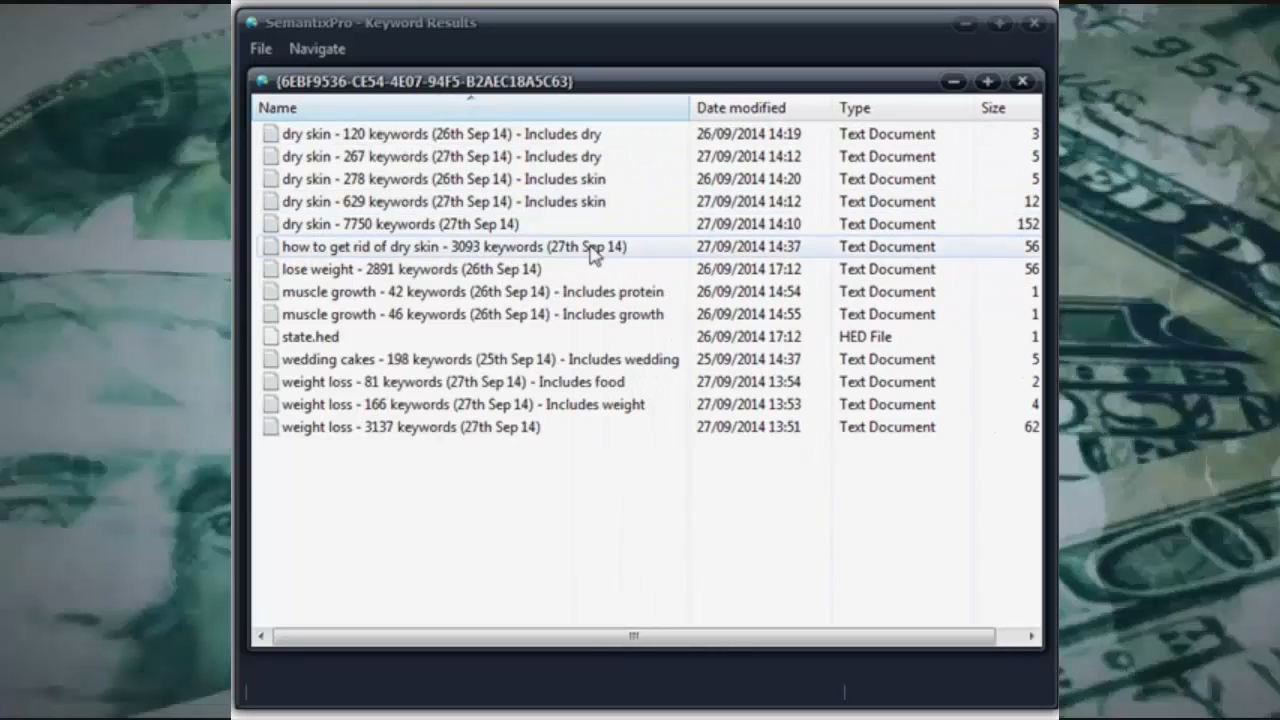 SemantixPro - Keyword Results
File Navigate
{6EBF9536-CE54-4E07-94F5-B2AEC18A5C63}
Name Date modified Type Size
dry skin - 120 keywords (26th Sep 14) - Includes dry 26/09/2014 14:19 Text Document 3
dry skin - 267 keywords (27th Sep 14) - Includes dry 27/09/2014 14:12 Text Document 5
dry skin - 278 keywords (26th Sep 14) - Includes skin 26/09/2014 14:20 Text Document 5
dry skin - 629 keywords (27th Sep 14) - Includes skin 27/09/2014 14:12 Text Document 12
dry skin - 7750 keywords (27th Sep 14) 27/09/2014 14:10 Text Document 152
how to get rid of dry skin - 3093 keywords (27th Sep 14) 27/09/2014 14:37 Text Document 56
lose weight - 2891 keywords (26th Sep 14) 26/09/2014 17:12 Text Document 56
muscle growth - 42 keywords (26th Sep 14) - Includes protein 26/09/2014 14:54 Text Document 1
muscle growth - 46 keywords (26th Sep 14) - Includes growth 26/09/2014 14:55 Text Document 1
state.hed 26/09/2014 17:12 HED File 1
wedding cakes - 198 keywords (25th Sep 14) - Includes wedding 25/09/2014 14:37 Text Document 5
weight loss - 81 keywords (27th Sep 14) - Includes food 27/09/2014 13:54 Text Document 2
weight loss - 166 keywords (27th Sep 14) - Includes weight 27/09/2014 13:53 Text Document 4
weight loss - 3137 keywords (27th Sep 14) 27/09/2014 13:51 Text Document 62